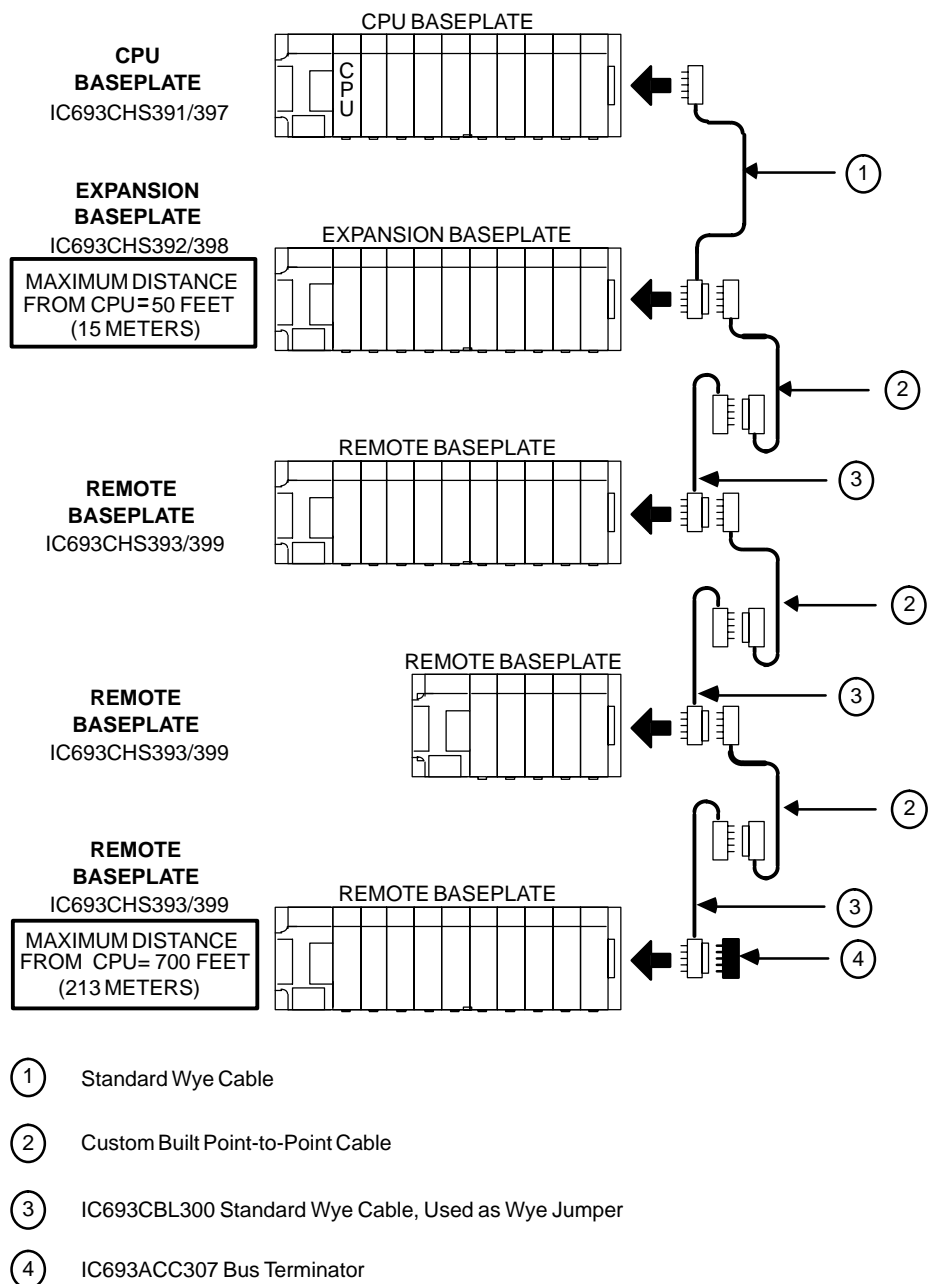 CPU BASEPLATE
CPU
BASEPLATE
IC693CHS391/397
C
P
U
1
EXPANSION
BASEPLATE
IC693CHS392/398
EXPANSION BASEPLATE
MAXIMUM DISTANCE
FROM CPU=50 FEET
(15 METERS)
2
REMOTE BASEPLATE
3
REMOTE
BASEPLATE
IC693CHS393/399
2
REMOTE BASEPLATE
3
REMOTE
BASEPLATE
IC693CHS393/399
2
REMOTE
BASEPLATE
IC693CHS393/399
REMOTE BASEPLATE
3
MAXIMUM DISTANCE
FROM CPU= 700 FEET
(213 METERS)
4
1 Standard Wye Cable
2 Custom Built Point-to-Point Cable
3 IC693CBL300 Standard Wye Cable, Used as Wye Jumper
4 IC693ACC307 Bus Terminator